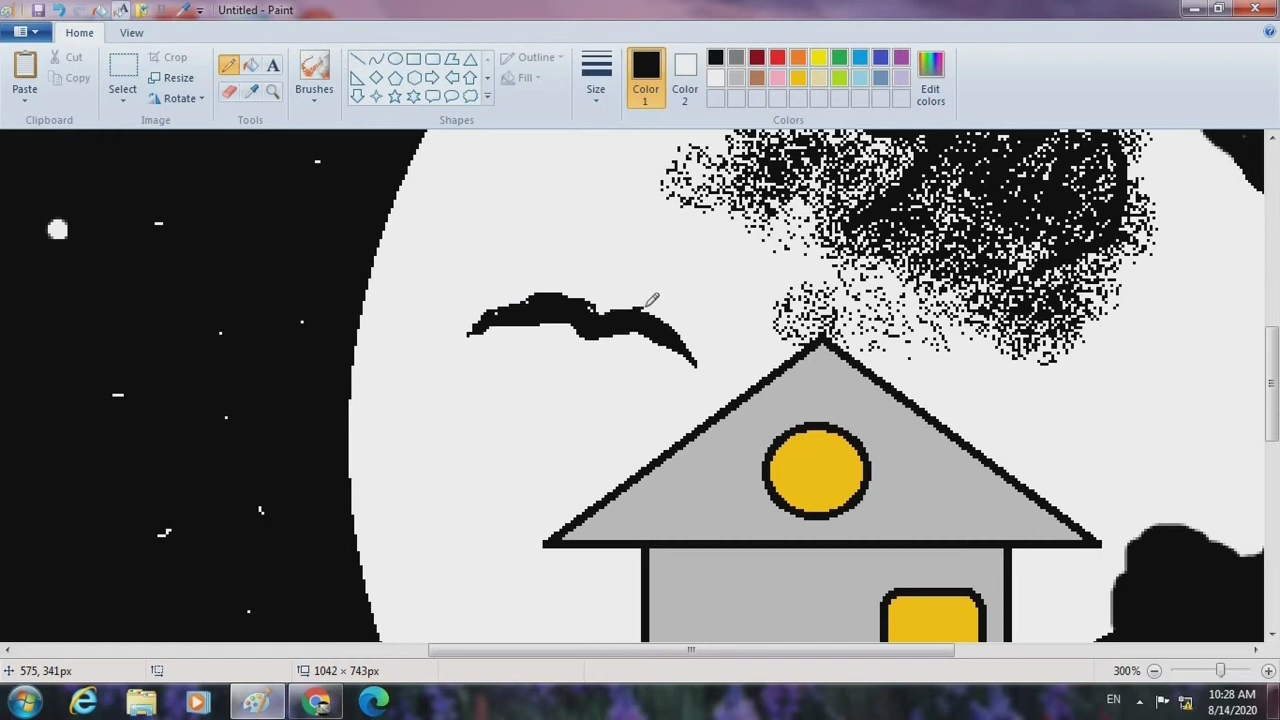 Untitled - Paint
Home View
Paste
Cut
Copy
Select
Crop
Resize
Rotate
Brushes
Size
Outline
Fill
Color 1
Color 2
Edit colors
Clipboard Image Tools Shapes Colors
575, 341px
1042 × 743px
300%
EN
10:28 AM
8/14/2020